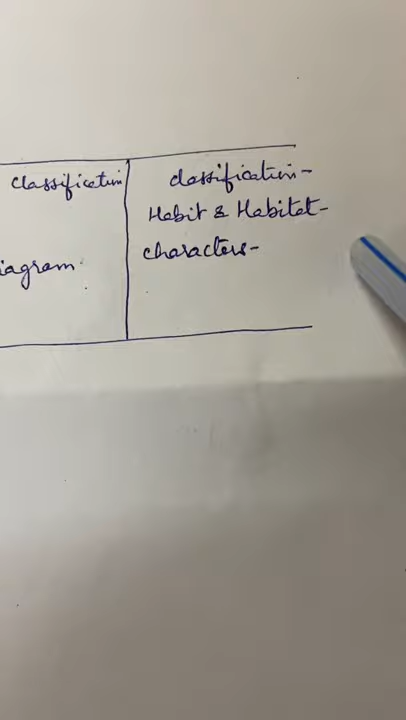 classification
iagram
classification-
Habit & Habitat-
characters-